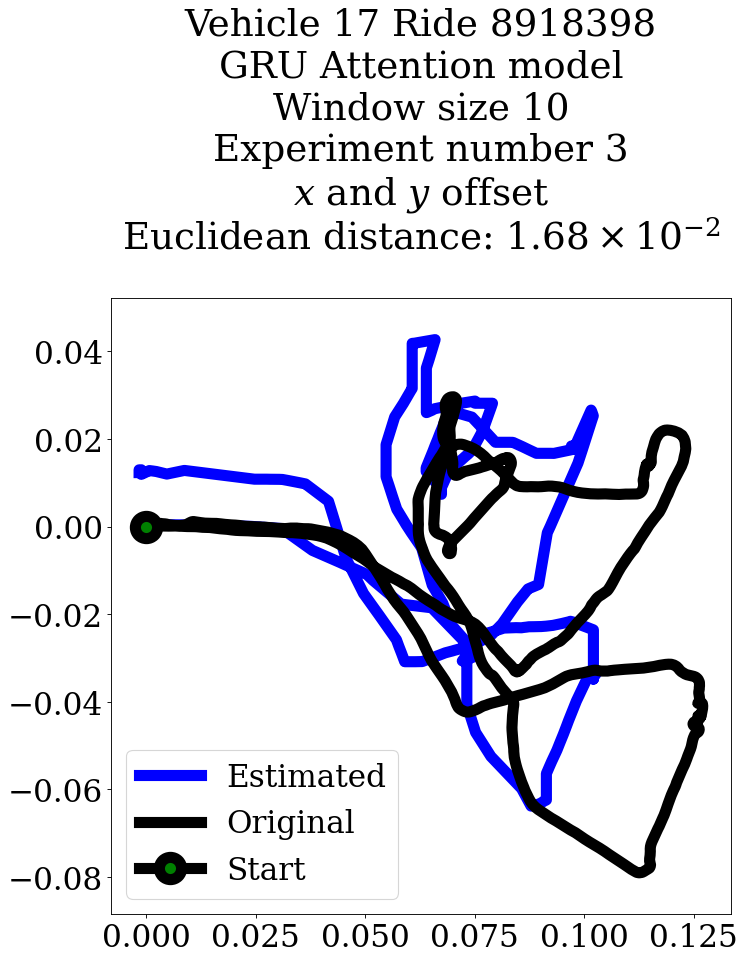 Vehicle 17 Ride 8918398
GRU Attention model
Window size 10
Experiment number 3
x and y offset
Euclidean distance: 1.68 × 10⁻²
0.04
0.02
0.00
−0.02
−0.04
−0.06
−0.08
Estimated
Original
Start
0.000 0.025 0.050 0.075 0.100 0.125